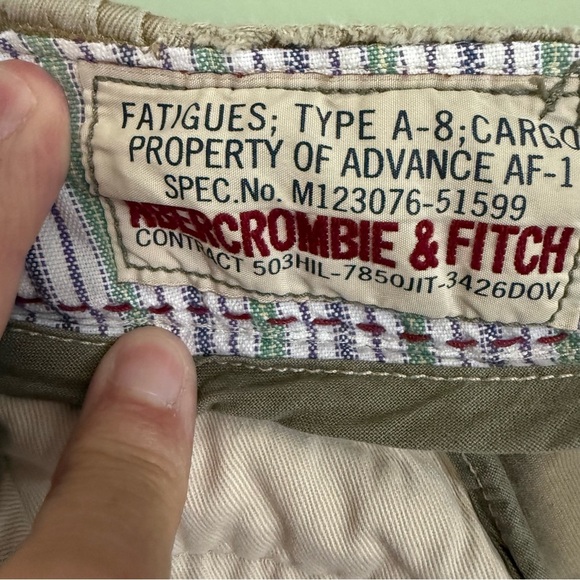 FATIGUES; TYPE A-8; CARGO
PROPERTY OF ADVANCE AF-1
SPEC.No. M123076-51599
ABERCROMBIE & FITCH
CONTRACT 503HIL-7850JIT-3426DOV